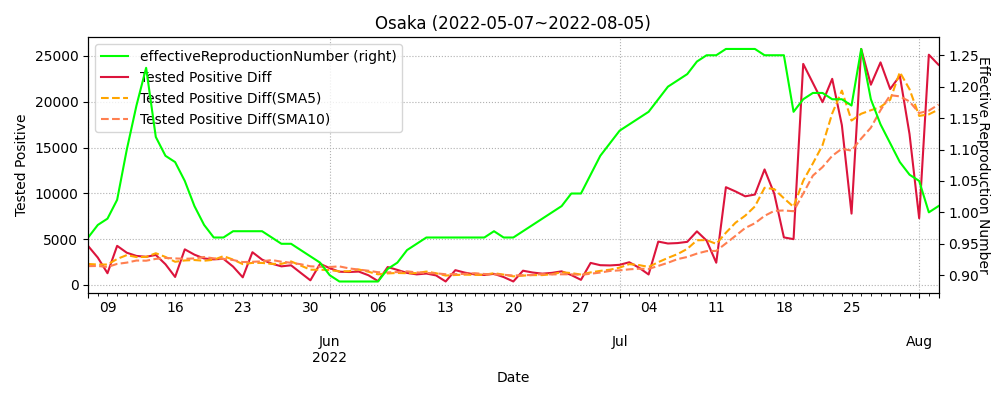 Osaka (2022-05-07~2022-08-05)
effectiveReproductionNumber (right)
Tested Positive Diff
Tested Positive Diff(SMA5)
Tested Positive Diff(SMA10)
Tested Positive
25000
20000
15000
10000
5000
0
Effective Reproduction Number
1.25
1.20
1.15
1.10
1.05
1.00
0.95
0.90
09 16 23 30 06 13 20 27 04 11 18 25
Jun Jul Aug
2022
Date